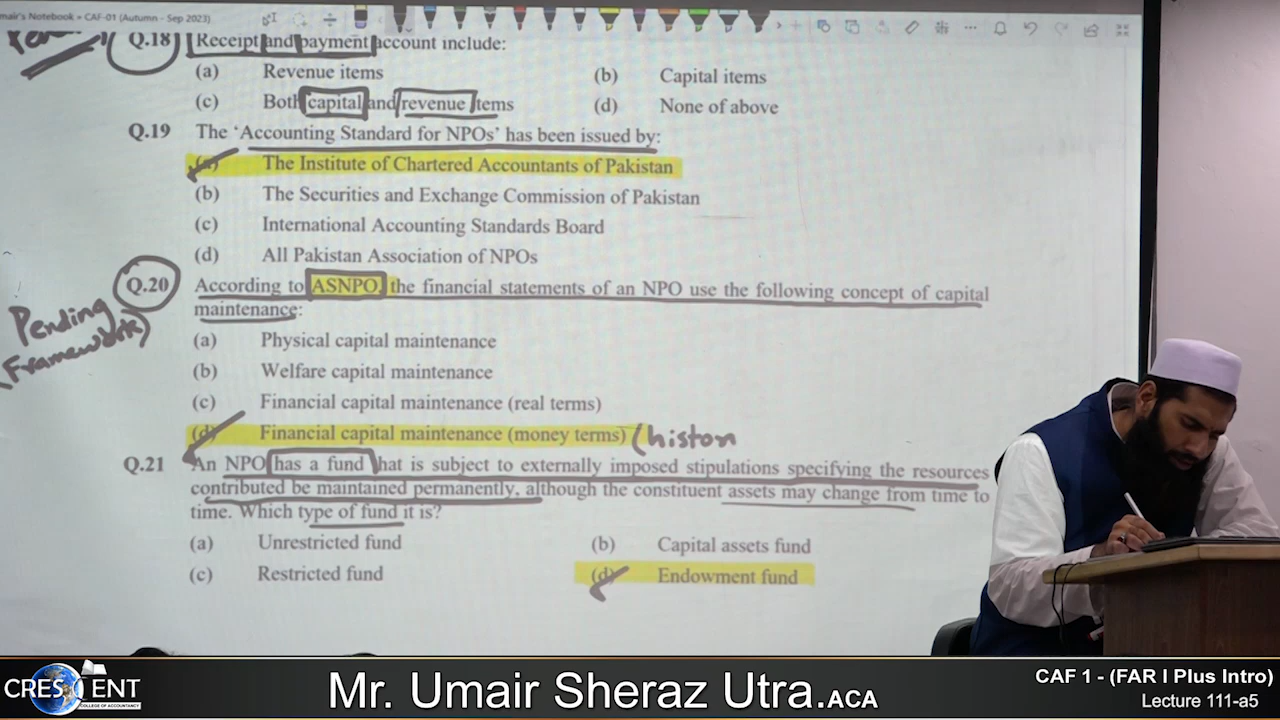 mair's Notebook » CAF-01 (Autumn - Sep 2023)
Q.18 Receipt and payment account include:
(a) Revenue items (b) Capital items
(c) Both capital and revenue items (d) None of above
Q.19 The ‘Accounting Standard for NPOs’ has been issued by:
(a) The Institute of Chartered Accountants of Pakistan
(b) The Securities and Exchange Commission of Pakistan
(c) International Accounting Standards Board
(d) All Pakistan Association of NPOs
Q.20 According to ASNPO, the financial statements of an NPO use the following concept of capital
maintenance:
Pending
(Framework)
(a) Physical capital maintenance
(b) Welfare capital maintenance
(c) Financial capital maintenance (real terms)
(d) Financial capital maintenance (money terms) (histon
Q.21 An NPO has a fund that is subject to externally imposed stipulations specifying the resources
contributed be maintained permanently, although the constituent assets may change from time to
time. Which type of fund it is?
(a) Unrestricted fund (b) Capital assets fund
(c) Restricted fund (d) Endowment fund
CRESCENT
COLLEGE OF ACCOUNTANCY
Mr. Umair Sheraz Utra.ACA
CAF 1 - (FAR I Plus Intro)
Lecture 111-a5